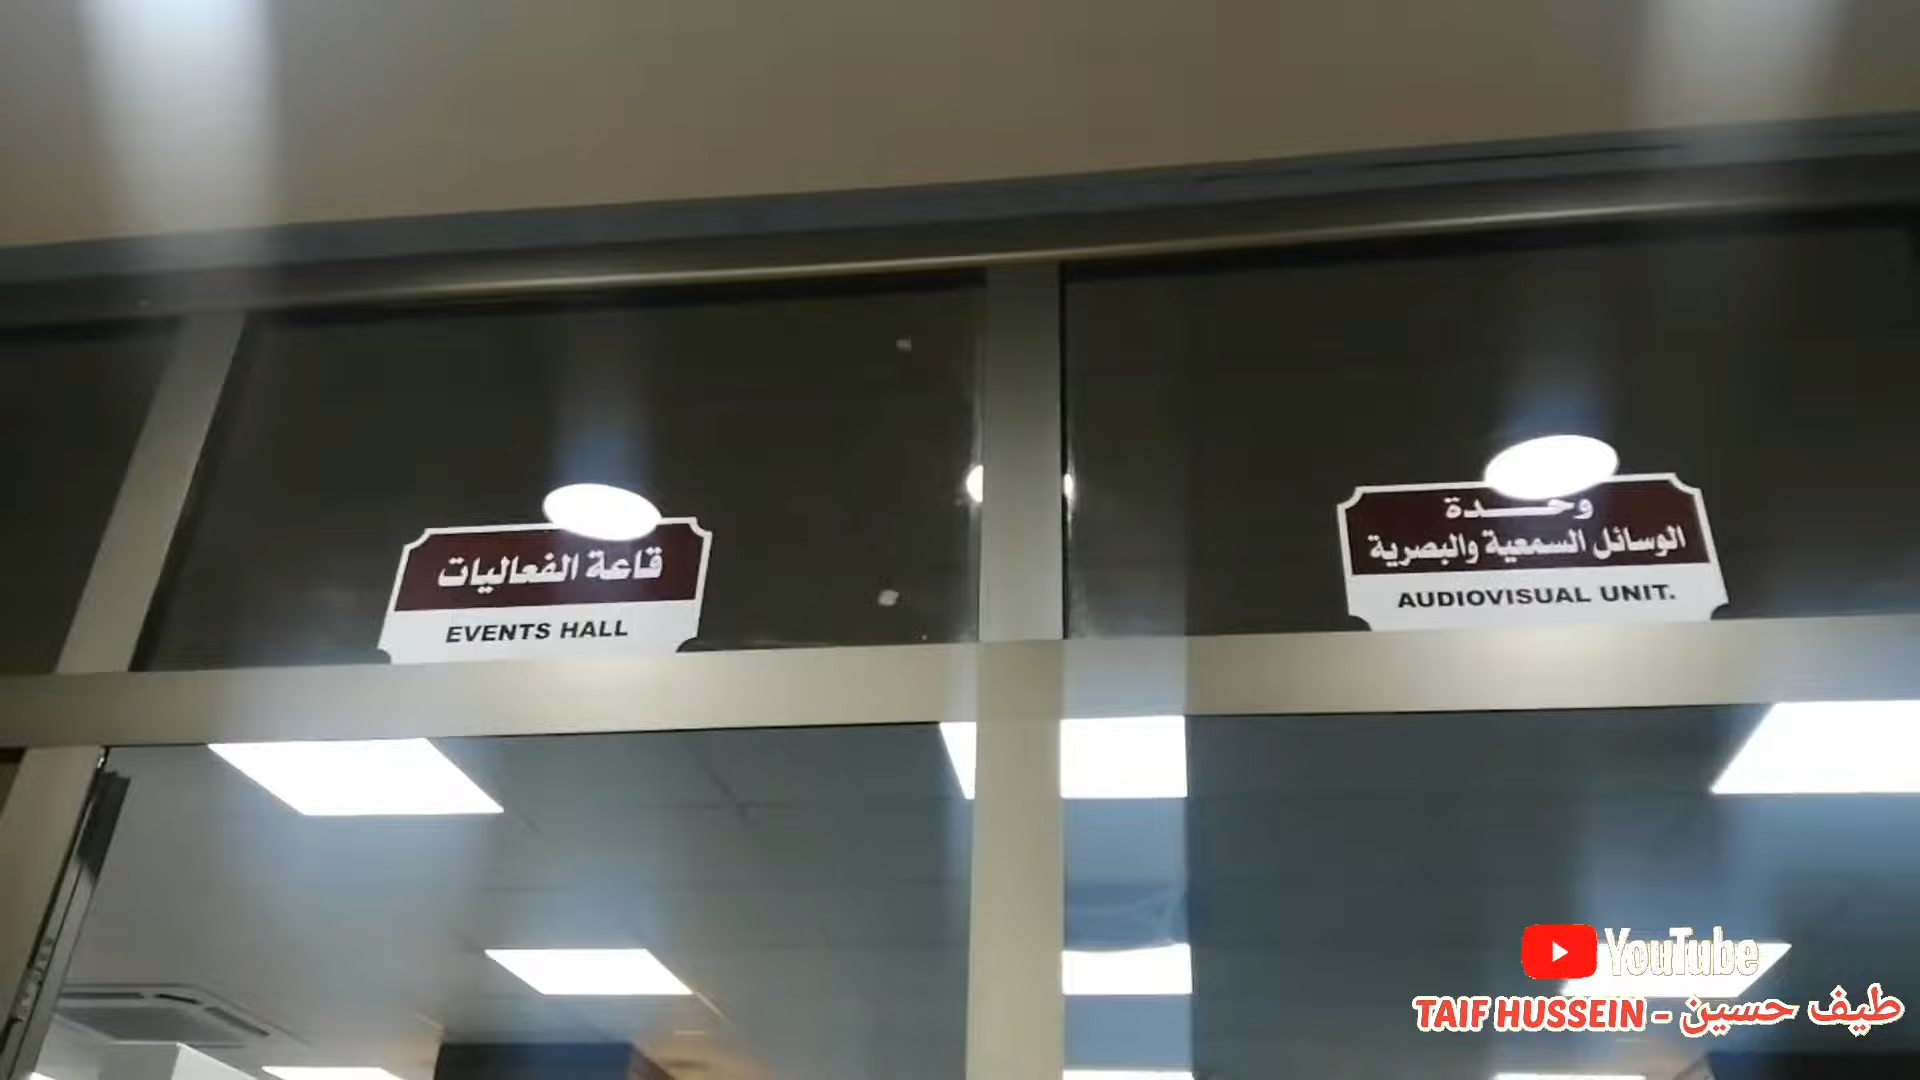 قاعة الفعاليات
EVENTS HALL
وحـــدة
الوسائل السمعية والبصرية
AUDIOVISUAL UNIT.
YouTube
TAIF HUSSEIN - طيف حسين